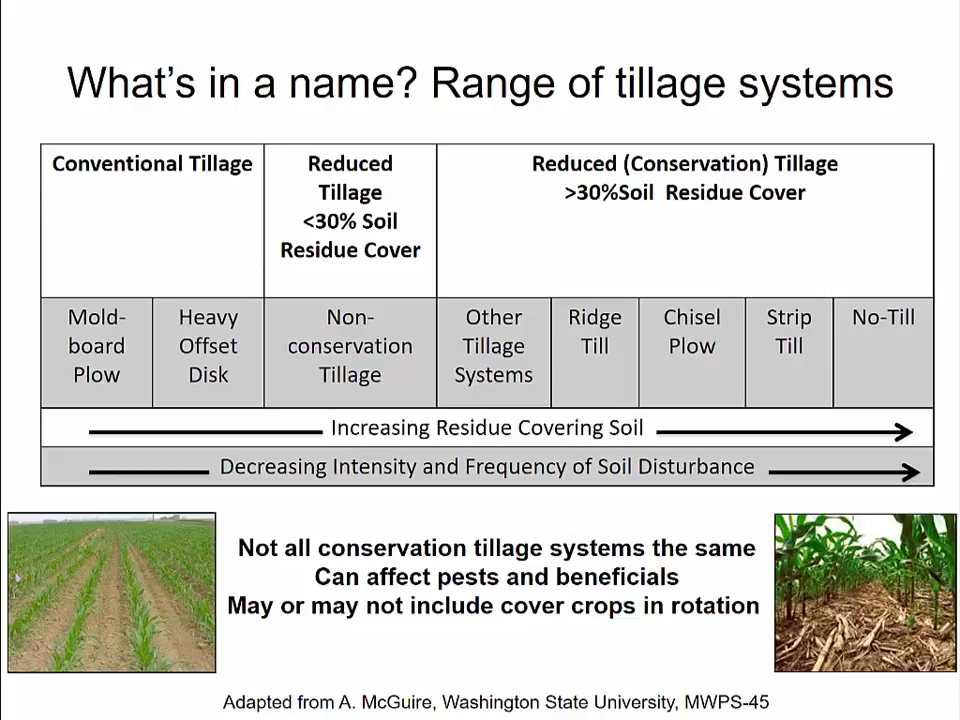 What's in a name? Range of tillage systems
Conventional Tillage
Reduced
Tillage
<30% Soil
Residue Cover
Reduced (Conservation) Tillage
>30%Soil Residue Cover
Mold-
board
Plow
Heavy
Offset
Disk
Non-
conservation
Tillage
Other
Tillage
Systems
Ridge
Till
Chisel
Plow
Strip
Till
No-Till
Increasing Residue Covering Soil
Decreasing Intensity and Frequency of Soil Disturbance
Not all conservation tillage systems the same
Can affect pests and beneficials
May or may not include cover crops in rotation
Adapted from A. McGuire, Washington State University, MWPS-45